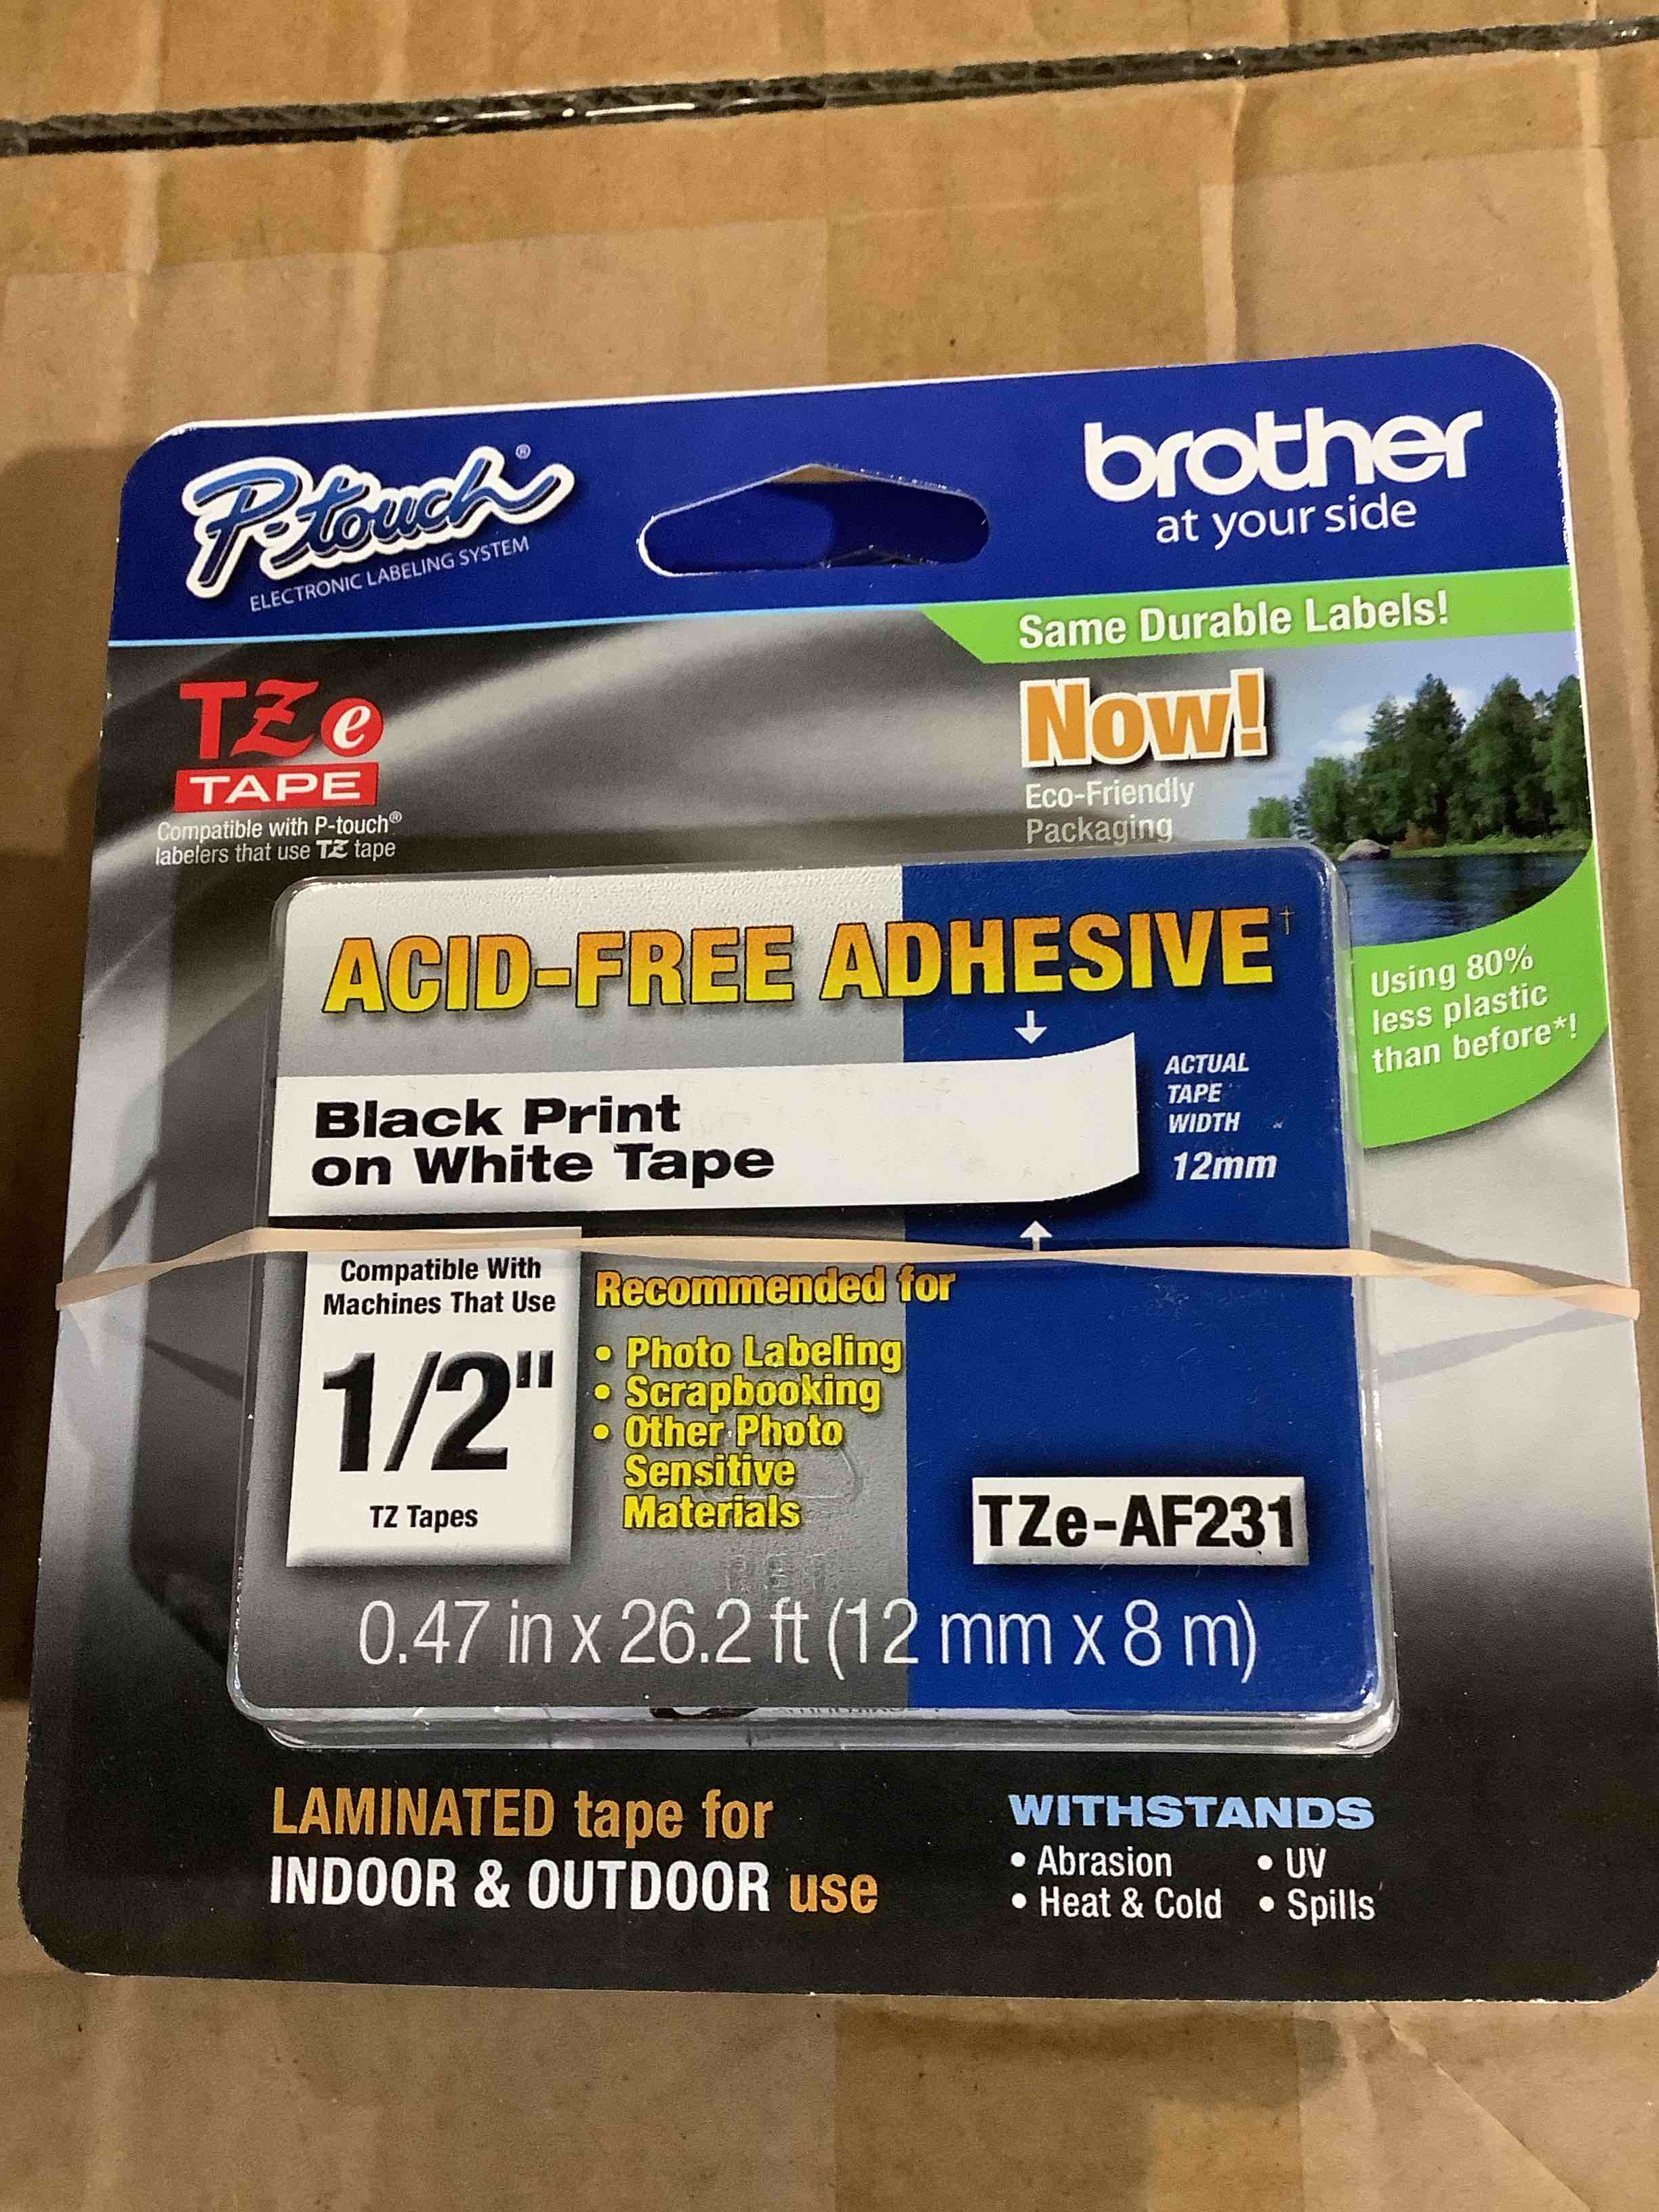 P-touch®
ELECTRONIC LABELING SYSTEM
brother
at your side
Same Durable Labels!
TZe
TAPE
Compatible with P-touch®
labelers that use TZ tape
Now!
Eco-Friendly
Packaging
Using 80%
less plastic
than before*!
ACID-FREE ADHESIVE†
Black Print
on White Tape
ACTUAL
TAPE
WIDTH
12mm
Compatible With
Machines That Use
1/2"
TZ Tapes
Recommended for
• Photo Labeling
• Scrapbooking
• Other Photo
Sensitive
Materials
TZe-AF231
0.47 in x 26.2 ft (12 mm x 8 m)
LAMINATED tape for
INDOOR & OUTDOOR use
WITHSTANDS
• Abrasion • UV
• Heat & Cold • Spills